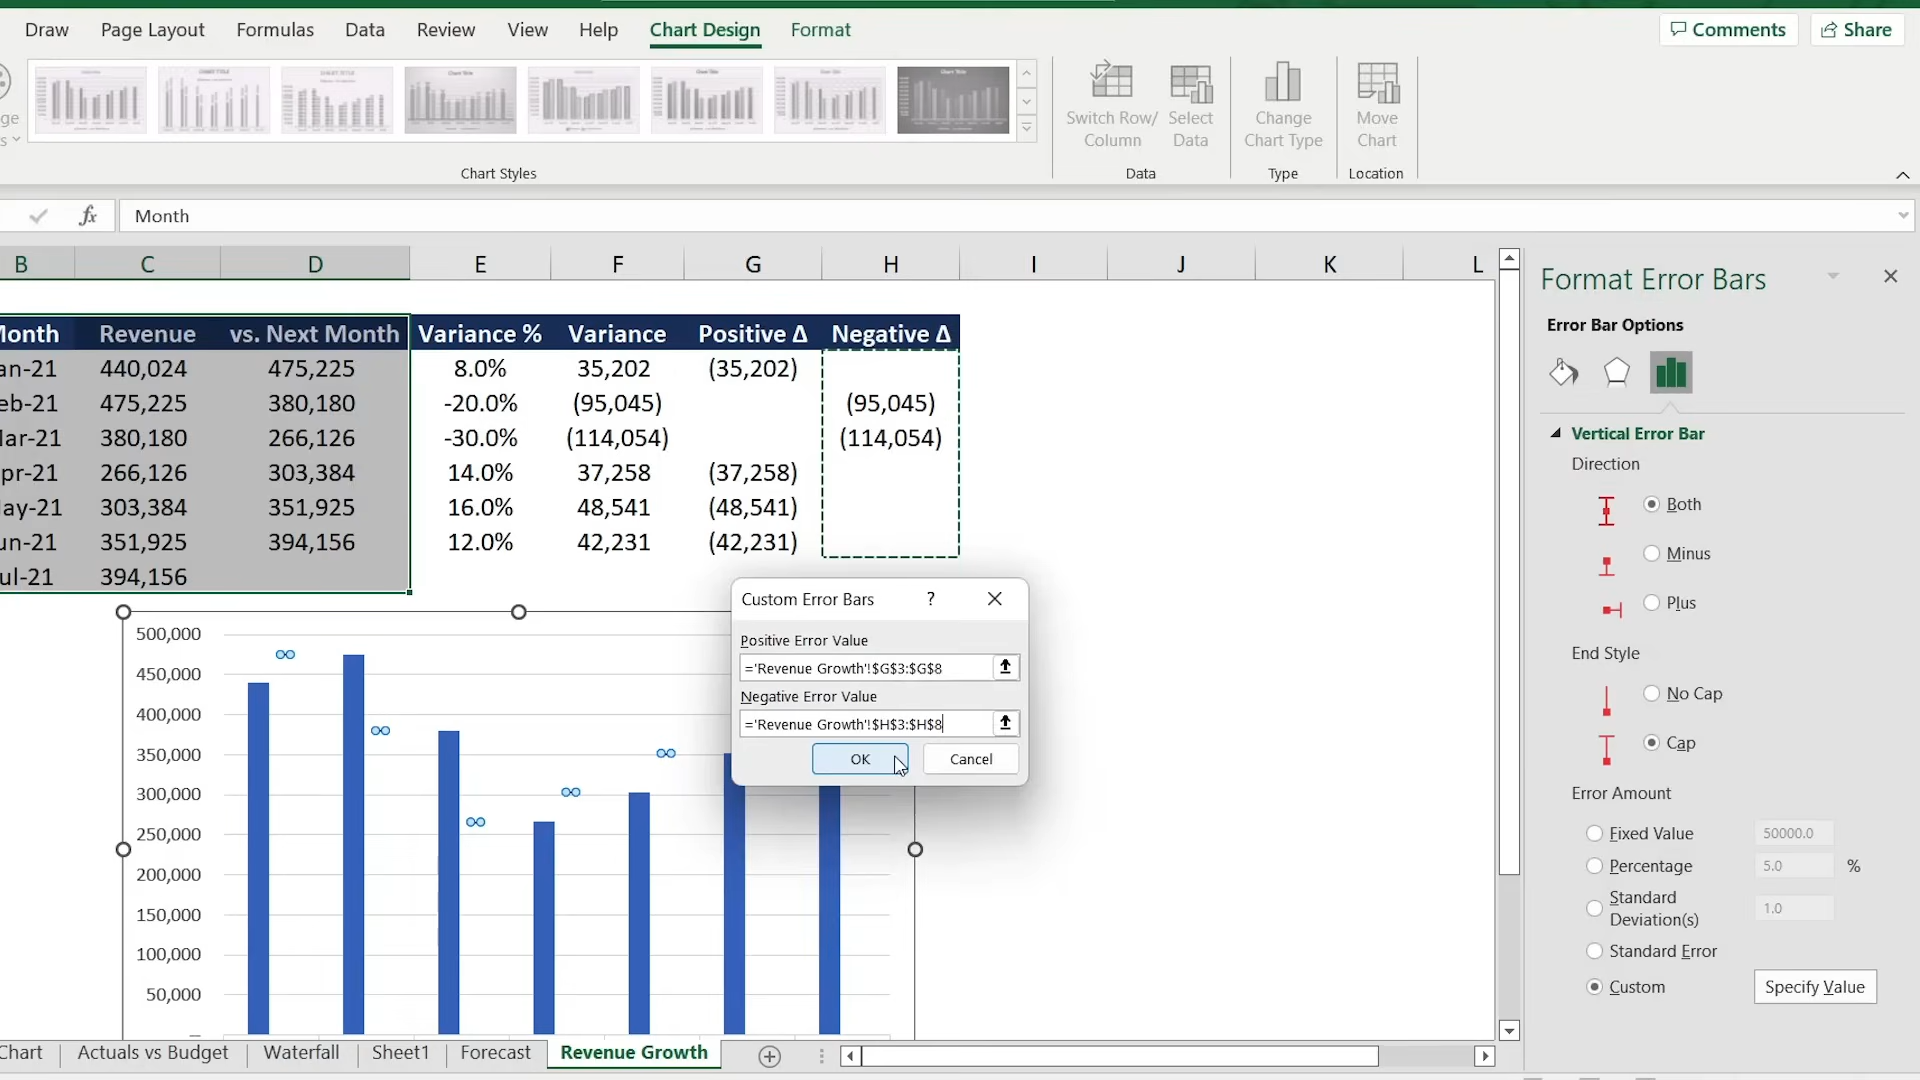 Draw Page Layout Formulas Data Review View Help Chart Design Format Comments Share
Switch Row/ Column
Select Data
Change Chart Type
Move Chart
Chart Styles Data Type Location
fx Month
B C D E F G H I J K L
Month Revenue vs. Next Month Variance % Variance Positive Δ Negative Δ
an-21 440,024 475,225 8.0% 35,202 (35,202)
eb-21 475,225 380,180 -20.0% (95,045) (95,045)
ar-21 380,180 266,126 -30.0% (114,054) (114,054)
pr-21 266,126 303,384 14.0% 37,258 (37,258)
ay-21 303,384 351,925 16.0% 48,541 (48,541)
un-21 351,925 394,156 12.0% 42,231 (42,231)
ul-21 394,156
500,000
450,000
400,000
350,000
300,000
250,000
200,000
150,000
100,000
50,000
–
Custom Error Bars ?
Positive Error Value
='Revenue Growth'!$G$3:$G$8
Negative Error Value
='Revenue Growth'!$H$3:$H$8
OK Cancel
Format Error Bars
Error Bar Options
Vertical Error Bar
Direction
Both
Minus
Plus
End Style
No Cap
Cap
Error Amount
Fixed Value 50000.0
Percentage 5.0 %
Standard Deviation(s) 1.0
Standard Error
Custom Specify Value
Chart Actuals vs Budget Waterfall Sheet1 Forecast Revenue Growth